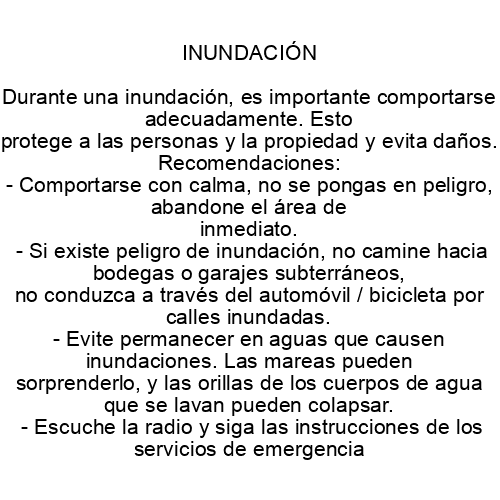 INUNDACIÓN
Durante una inundación, es importante comportarse
adecuadamente. Esto
protege a las personas y la propiedad y evita daños.
Recomendaciones:
- Comportarse con calma, no se pongas en peligro,
abandone el área de
inmediato.
- Si existe peligro de inundación, no camine hacia
bodegas o garajes subterráneos,
no conduzca a través del automóvil / bicicleta por
calles inundadas.
- Evite permanecer en aguas que causen
inundaciones. Las mareas pueden
sorprenderlo, y las orillas de los cuerpos de agua
que se lavan pueden colapsar.
- Escuche la radio y siga las instrucciones de los
servicios de emergencia